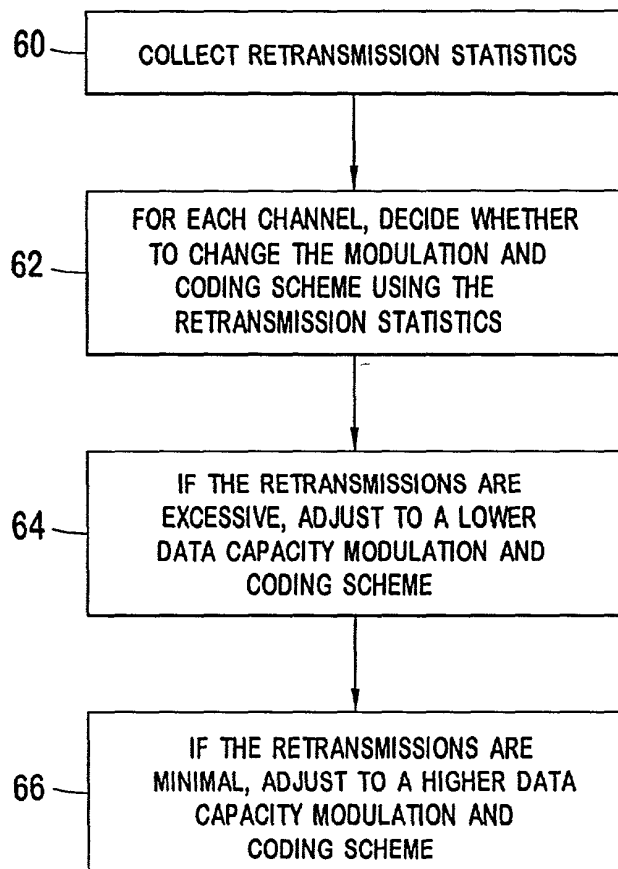 60
COLLECT RETRANSMISSION STATISTICS
62
FOR EACH CHANNEL, DECIDE WHETHER
TO CHANGE THE MODULATION AND
CODING SCHEME USING THE
RETRANSMISSION STATISTICS
64
IF THE RETRANSMISSIONS ARE
EXCESSIVE, ADJUST TO A LOWER
DATA CAPACITY MODULATION AND
CODING SCHEME
66
IF THE RETRANSMISSIONS ARE
MINIMAL, ADJUST TO A HIGHER DATA
CAPACITY MODULATION AND
CODING SCHEME